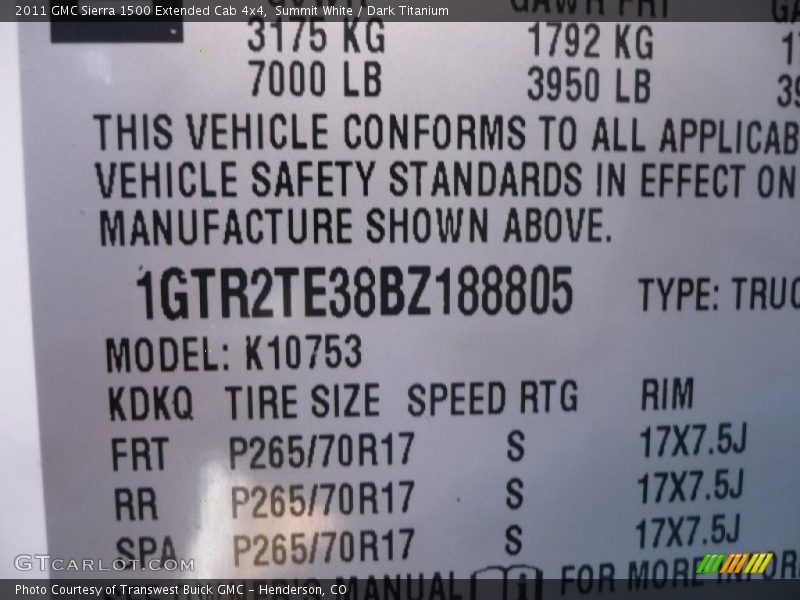 2011 GMC Sierra 1500 Extended Cab 4x4, Summit White / Dark Titanium
GAWR FRT
3175 KG 1792 KG
7000 LB 3950 LB
THIS VEHICLE CONFORMS TO ALL APPLICAB
VEHICLE SAFETY STANDARDS IN EFFECT ON
MANUFACTURE SHOWN ABOVE.
1GTR2TE38BZ188805 TYPE: TRUC
MODEL: K10753
KDKQ TIRE SIZE SPEED RTG RIM
FRT P265/70R17 S 17X7.5J
RR P265/70R17 S 17X7.5J
SPA P265/70R17 S 17X7.5J
MANUAL FOR MORE INFOR
GTCarLot.com
Photo Courtesy of Transwest Buick GMC - Henderson, CO